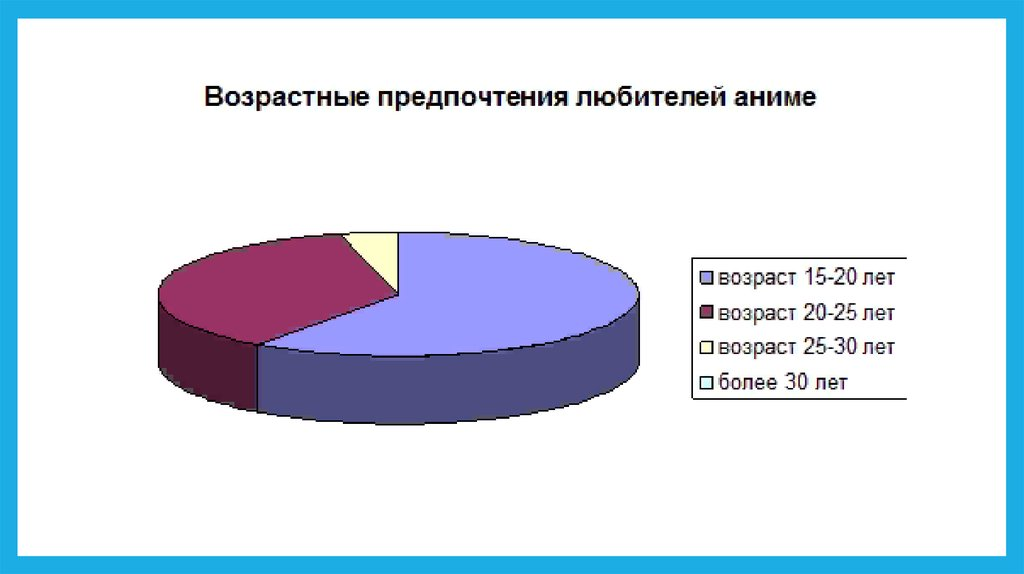 Возрастные предпочтения любителей аниме
возраст 15-20 лет
возраст 20-25 лет
возраст 25-30 лет
более 30 лет